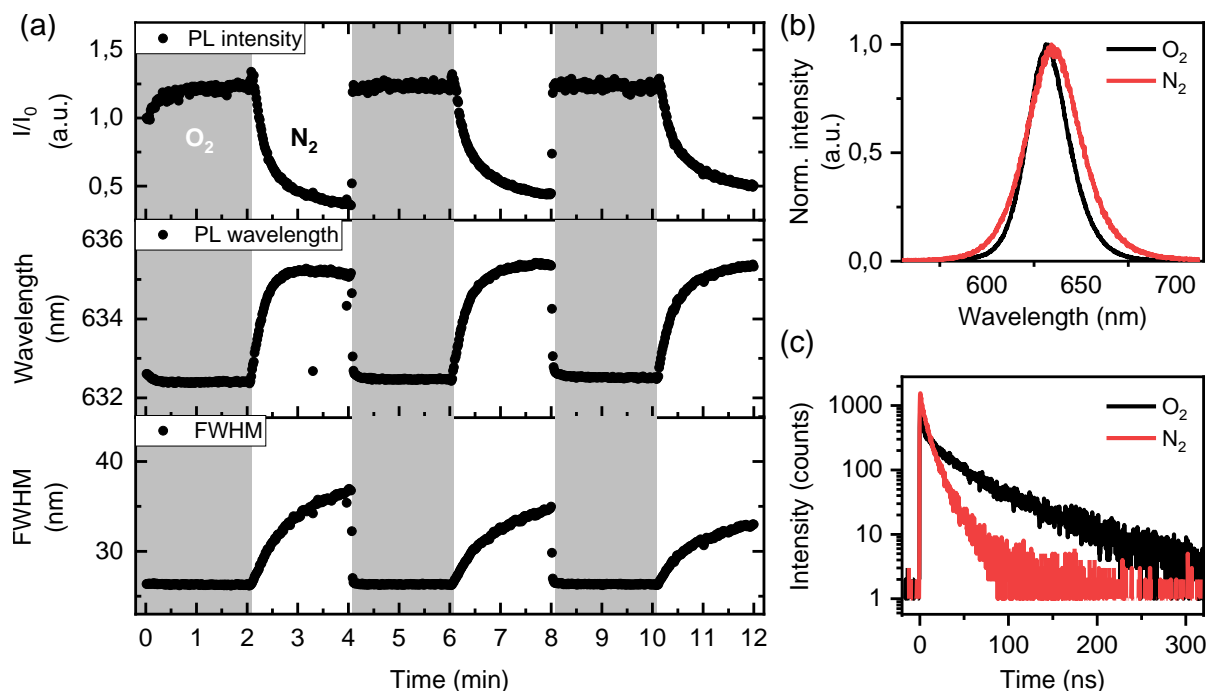 (a)
PL intensity
1,5
1,0
0,5
I/I0
(a.u.)
O2
N2
PL wavelength
636
634
632
Wavelength
(nm)
FWHM
40
30
FWHM
(nm)
0 1 2 3 4 5 6 7 8 9 10 11 12
Time (min)
(b)
1,0
0,5
0,0
Norm. intensity
(a.u.)
O2
N2
600 650 700
Wavelength (nm)
(c)
1000
100
10
1
Intensity (counts)
O2
N2
0 100 200 300
Time (ns)